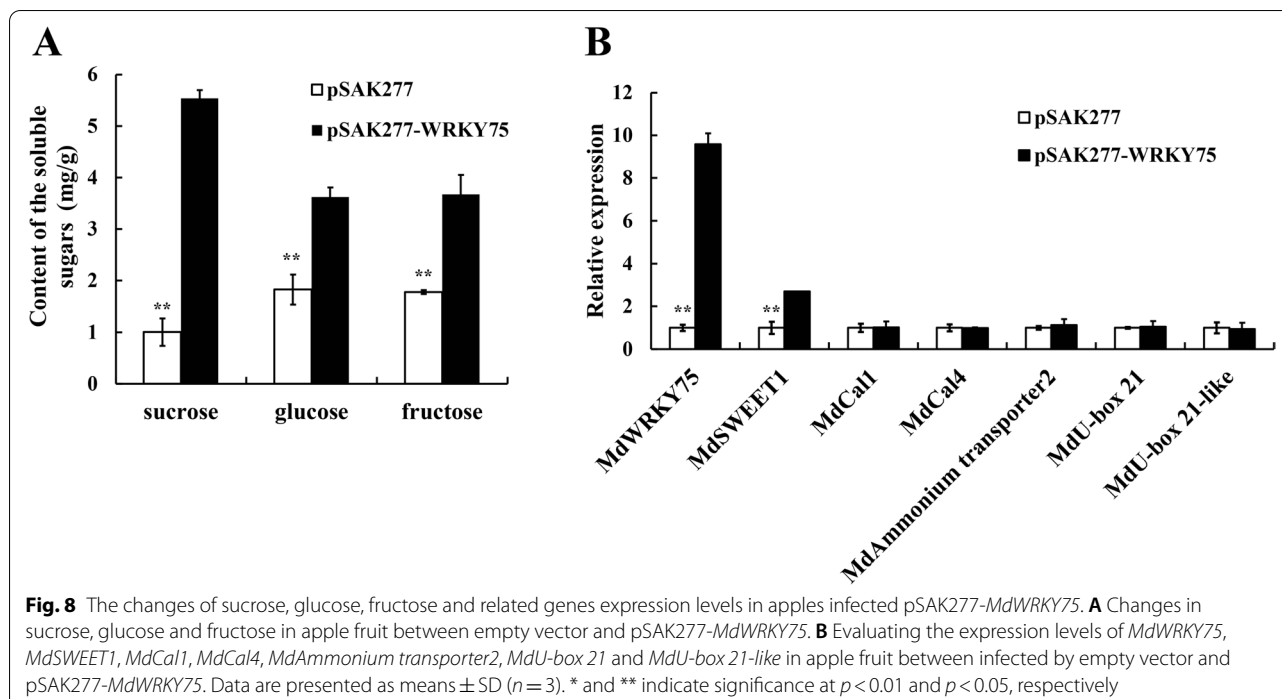 A
Content of the soluble
sugars (mg/g)
6
5
4
3
2
1
0
pSAK277
pSAK277-WRKY75
**
**
**
sucrose
glucose
fructose
B
Relative expression
12
10
8
6
4
2
0
pSAK277
pSAK277-WRKY75
**
**
MdWRKY75
MdSWEET1
MdCal1
MdCal4
MdAmmonium transporter2
MdU-box 21
MdU-box 21-like
Fig. 8 The changes of sucrose, glucose, fructose and related genes expression levels in apples infected pSAK277-MdWRKY75. A Changes in
sucrose, glucose and fructose in apple fruit between empty vector and pSAK277-MdWRKY75. B Evaluating the expression levels of MdWRKY75,
MdSWEET1, MdCal1, MdCal4, MdAmmonium transporter2, MdU-box 21 and MdU-box 21-like in apple fruit between infected by empty vector and
pSAK277-MdWRKY75. Data are presented as means ± SD (n = 3). * and ** indicate significance at p < 0.01 and p < 0.05, respectively